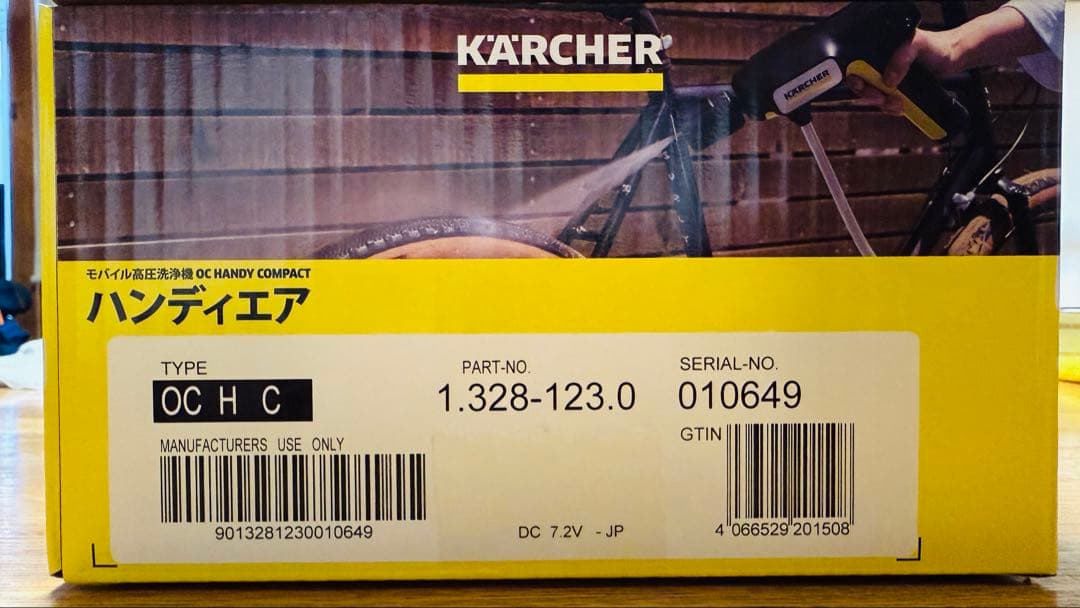 KÄRCHER
KÄRCHER
モバイル高圧洗浄機 OC HANDY COMPACT
ハンディエア
TYPE
OC H C
PART-NO.
1.328-123.0
SERIAL-NO.
010649
MANUFACTURERS USE ONLY
9013281230010649
DC 7.2V - JP
GTIN
4 066529 201508